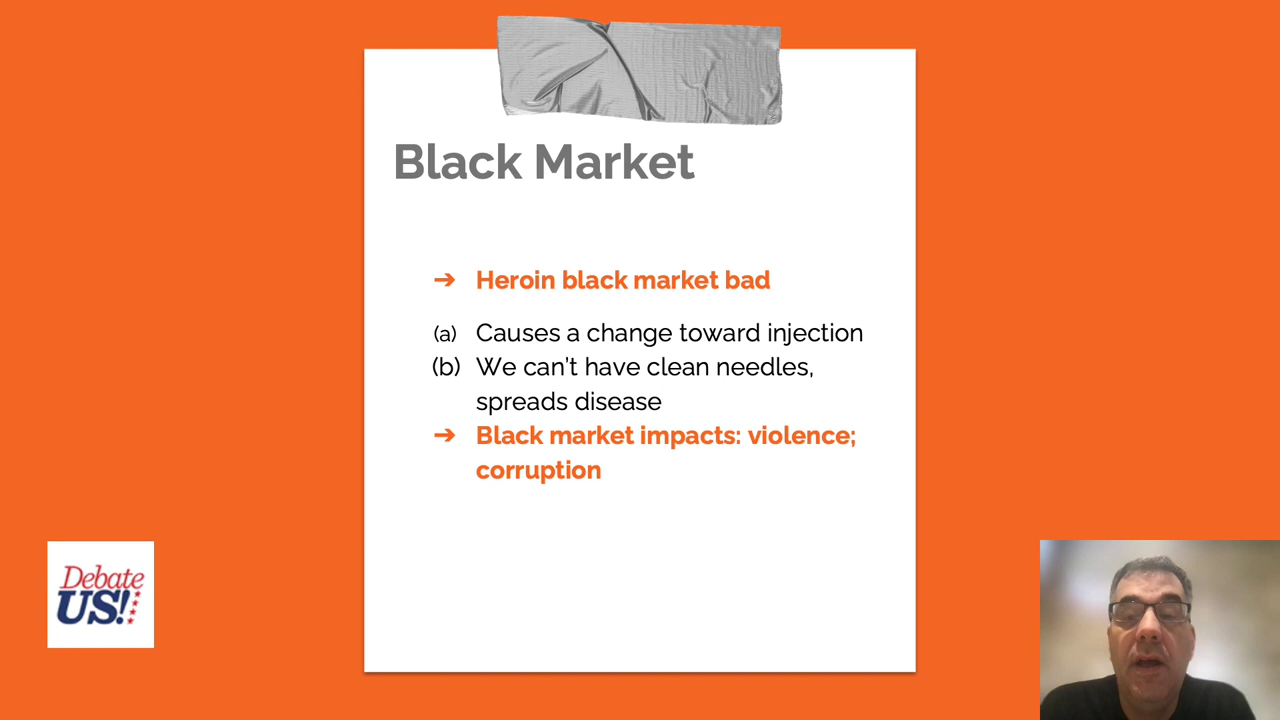 Black Market
➔ Heroin black market bad
(a) Causes a change toward injection
(b) We can't have clean needles,
spreads disease
➔ Black market impacts: violence;
corruption
Debate
US!